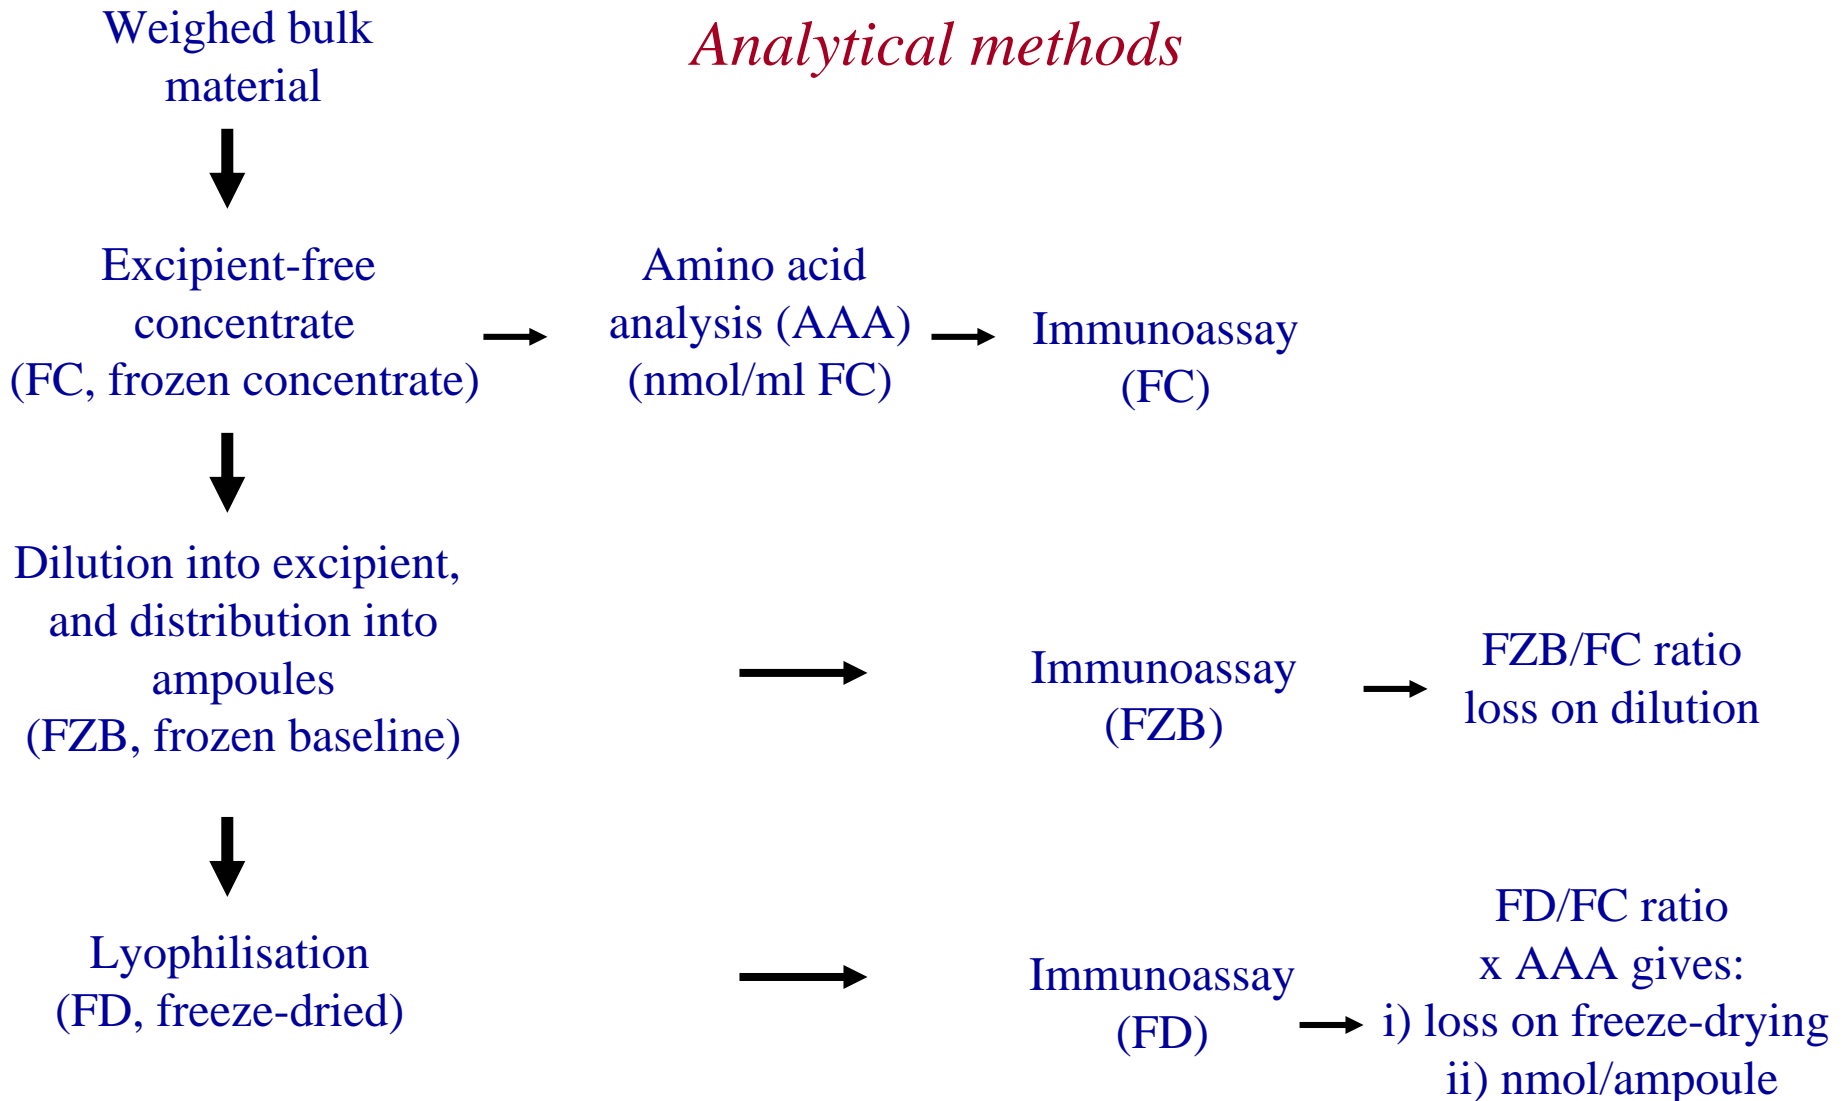 Analytical methods
Weighed bulk
material
Excipient-free
concentrate
(FC, frozen concentrate)
Amino acid
analysis (AAA)
(nmol/ml FC)
Immunoassay
(FC)
Dilution into excipient,
and distribution into
ampoules
(FZB, frozen baseline)
Immunoassay
(FZB)
FZB/FC ratio
loss on dilution
Lyophilisation
(FD, freeze-dried)
Immunoassay
(FD)
FD/FC ratio
x AAA gives:
i) loss on freeze-drying
ii) nmol/ampoule